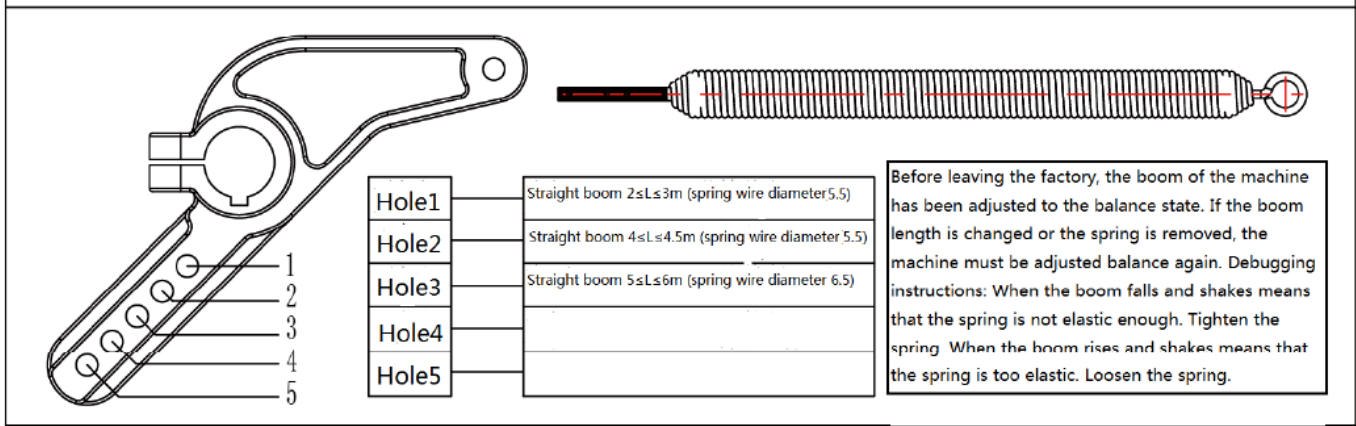 1
2
3
4
5
Hole1
Straight boom 2≤L≤3m (spring wire diameter 5.5)
Hole2
Straight boom 4≤L≤4.5m (spring wire diameter 5.5)
Hole3
Straight boom 5≤L≤6m (spring wire diameter 6.5)
Hole4
Hole5
Before leaving the factory, the boom of the machine
has been adjusted to the balance state. If the boom
length is changed or the spring is removed, the
machine must be adjusted balance again. Debugging
instructions: When the boom falls and shakes means
that the spring is not elastic enough. Tighten the
spring. When the boom rises and shakes means that
the spring is too elastic. Loosen the spring.